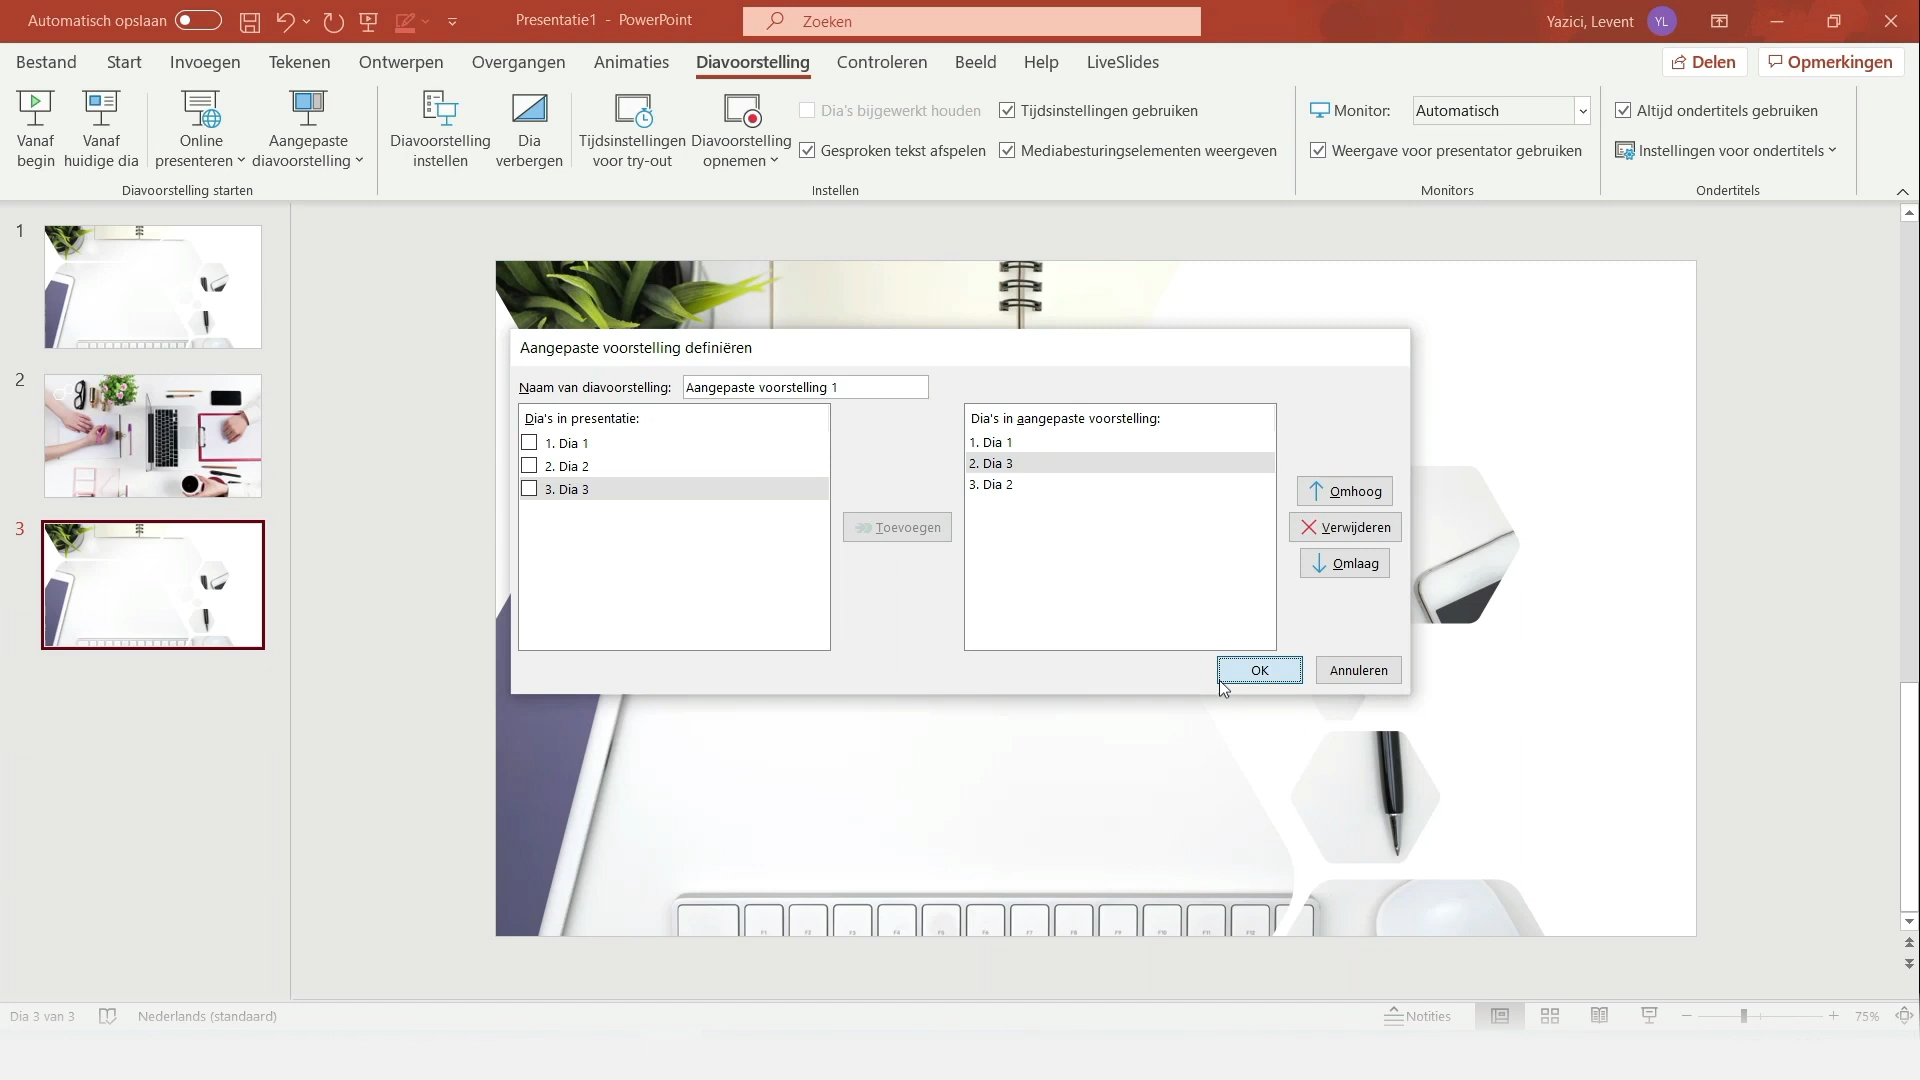 Automatisch opslaan
Presentatie1 - PowerPoint
Zoeken
Yazici, Levent
YL
Bestand
Start
Invoegen
Tekenen
Ontwerpen
Overgangen
Animaties
Diavoorstelling
Controleren
Beeld
Help
LiveSlides
Delen
Opmerkingen
Vanaf
begin
Vanaf
huidige dia
Online
presenteren
Aangepaste
diavoorstelling
Diavoorstelling starten
Diavoorstelling
instellen
Dia
verbergen
Tijdsinstellingen
voor try-out
Diavoorstelling
opnemen
Dia's bijgewerkt houden
Tijdsinstellingen gebruiken
Gesproken tekst afspelen
Mediabesturingselementen weergeven
Instellen
Monitor:
Automatisch
Weergave voor presentator gebruiken
Monitors
Altijd ondertitels gebruiken
Instellingen voor ondertitels
Ondertitels
1
2
3
Aangepaste voorstelling definiëren
Naam van diavoorstelling:
Aangepaste voorstelling 1
Dia's in presentatie:
1. Dia 1
2. Dia 2
3. Dia 3
Toevoegen
Dia's in aangepaste voorstelling:
1. Dia 1
2. Dia 3
3. Dia 2
Omhoog
Verwijderen
Omlaag
OK
Annuleren
Dia 3 van 3
Nederlands (standaard)
Notities
75%